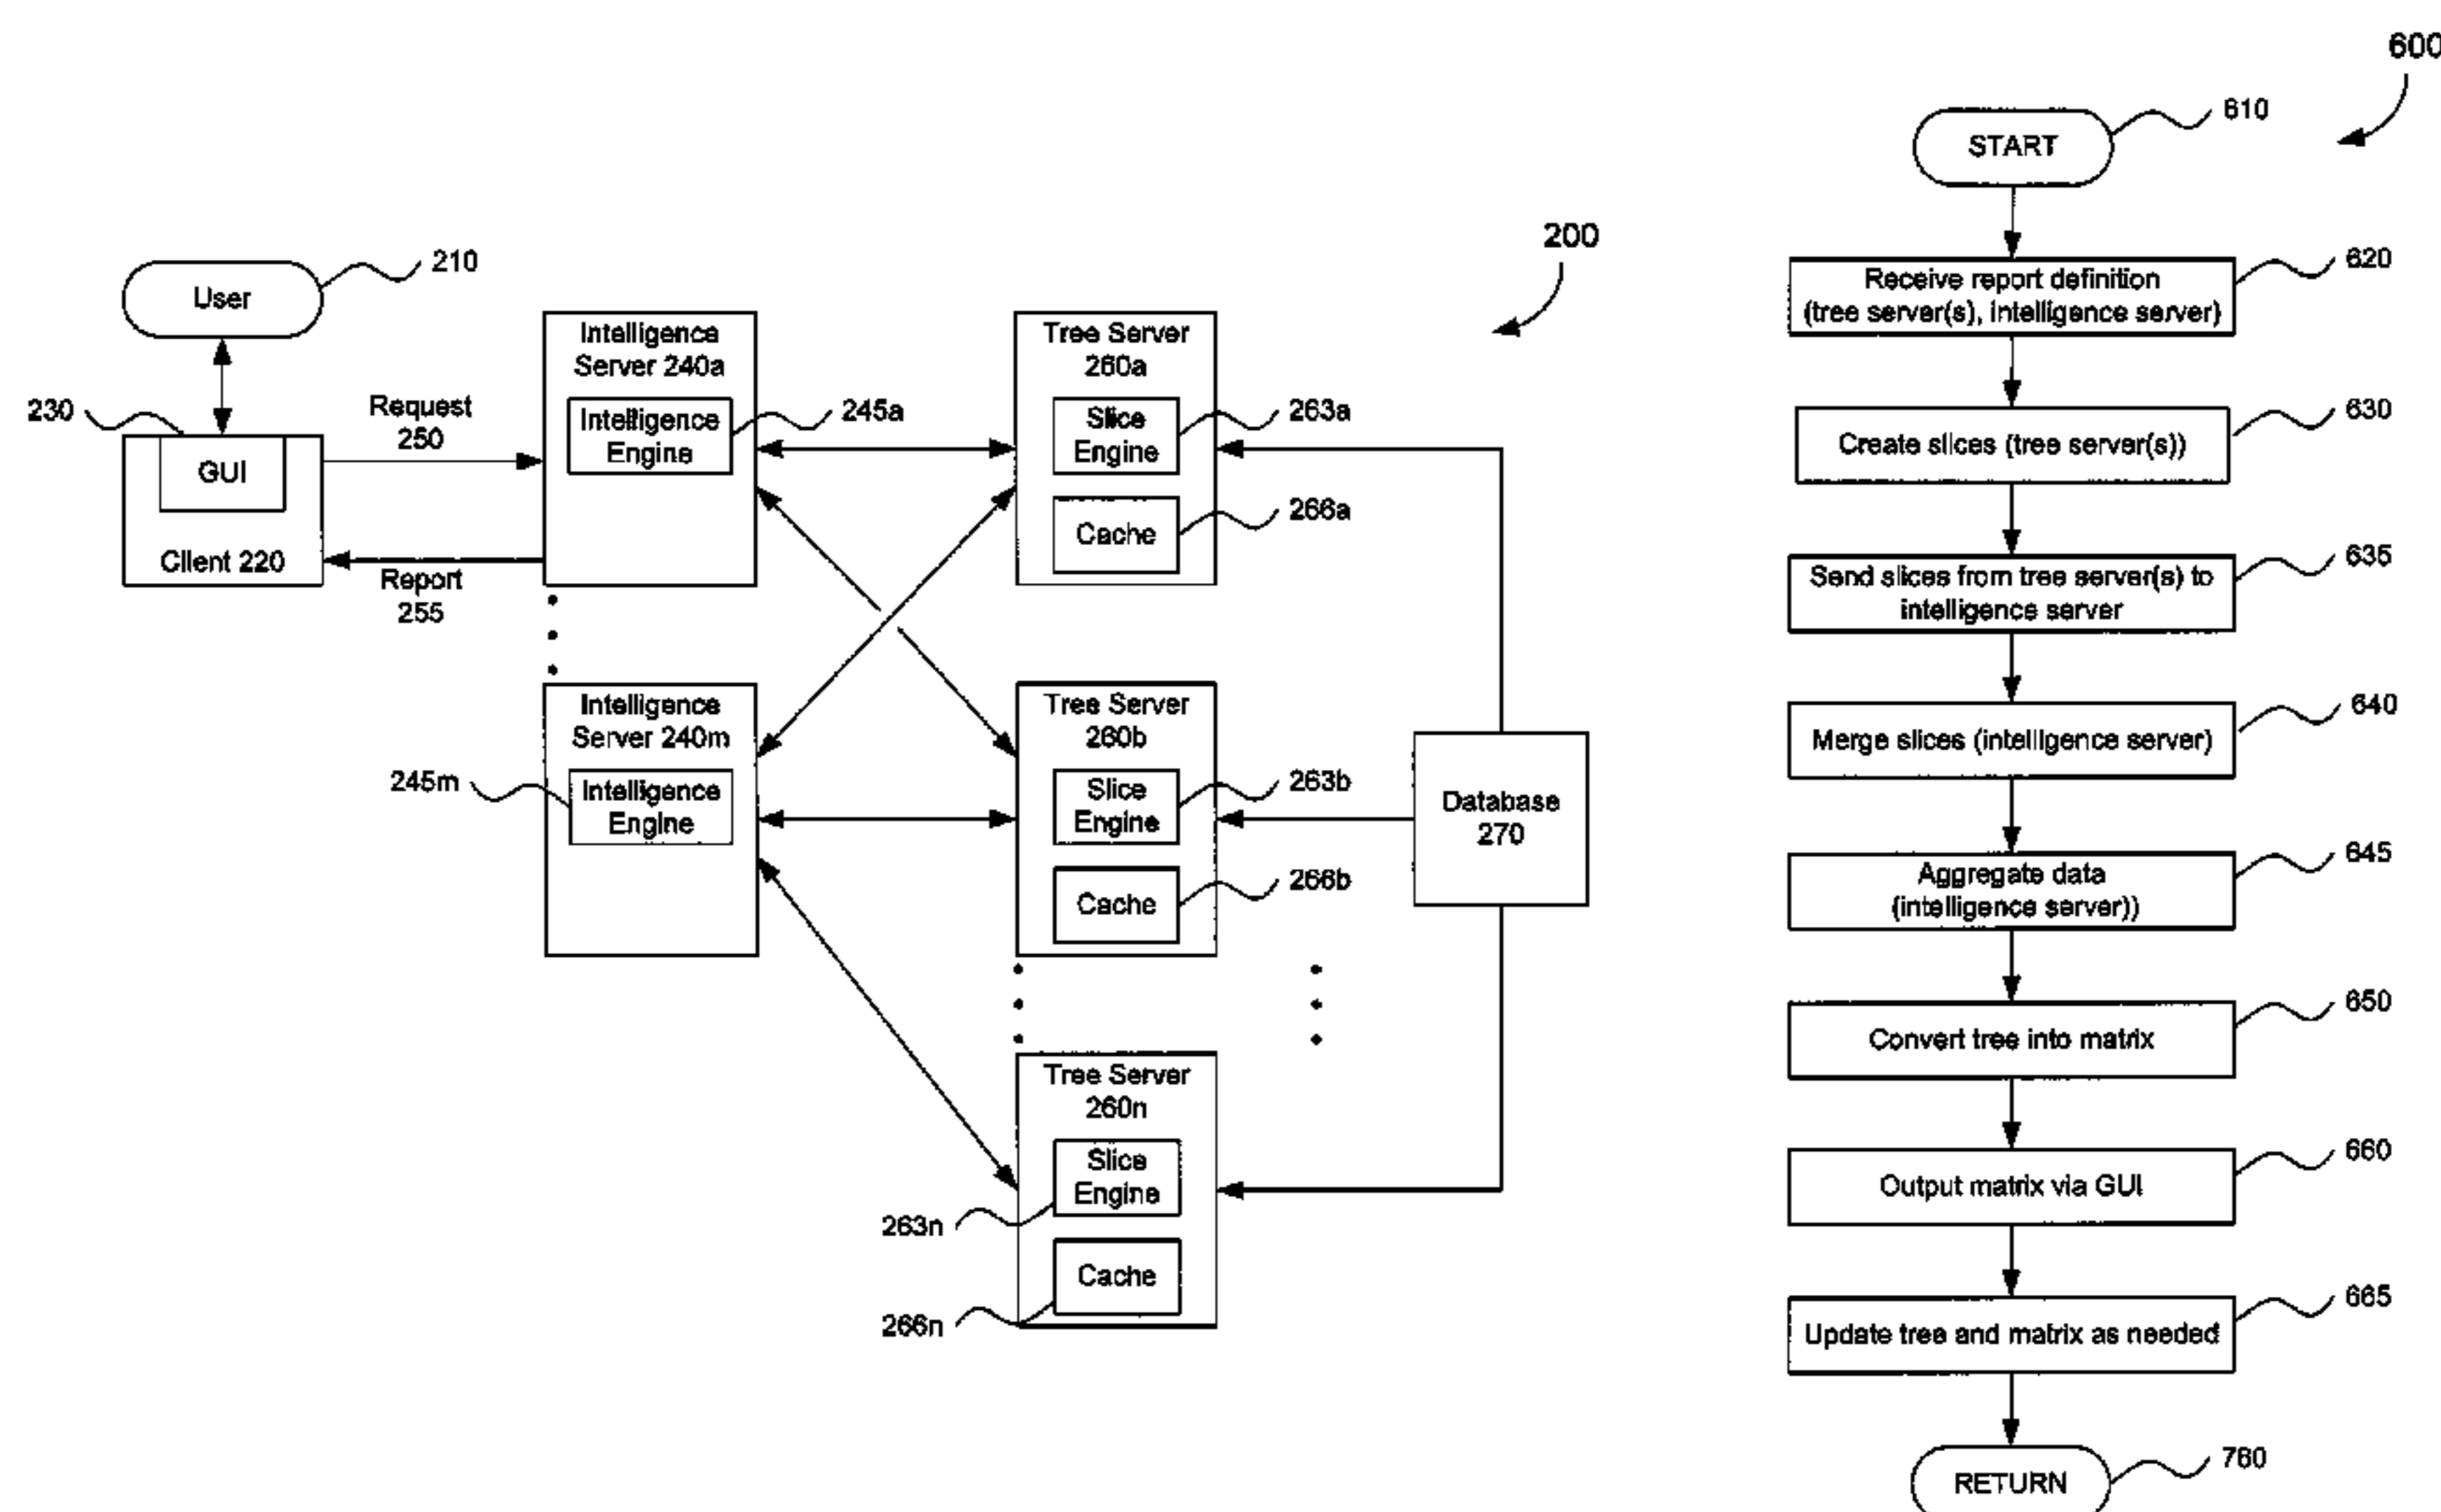 200
User
210
230
GUI
Client 220
Request
250
Report
255
Intelligence
Server 240a
Intelligence
Engine
245a
Intelligence
Server 240m
Intelligence
Engine
245m
Tree Server
260a
Slice
Engine
263a
Cache
266a
Tree Server
260b
Slice
Engine
263b
Cache
266b
Tree Server
260n
Slice
Engine
263n
Cache
266n
Database
270
600
START
610
Receive report definition
(tree server(s), intelligence server)
620
Create slices (tree server(s))
630
Send slices from tree server(s) to
intelligence server
635
Merge slices (intelligence server)
640
Aggregate data
(intelligence server))
645
Convert tree into matrix
650
Output matrix via GUI
660
Update tree and matrix as needed
665
RETURN
760